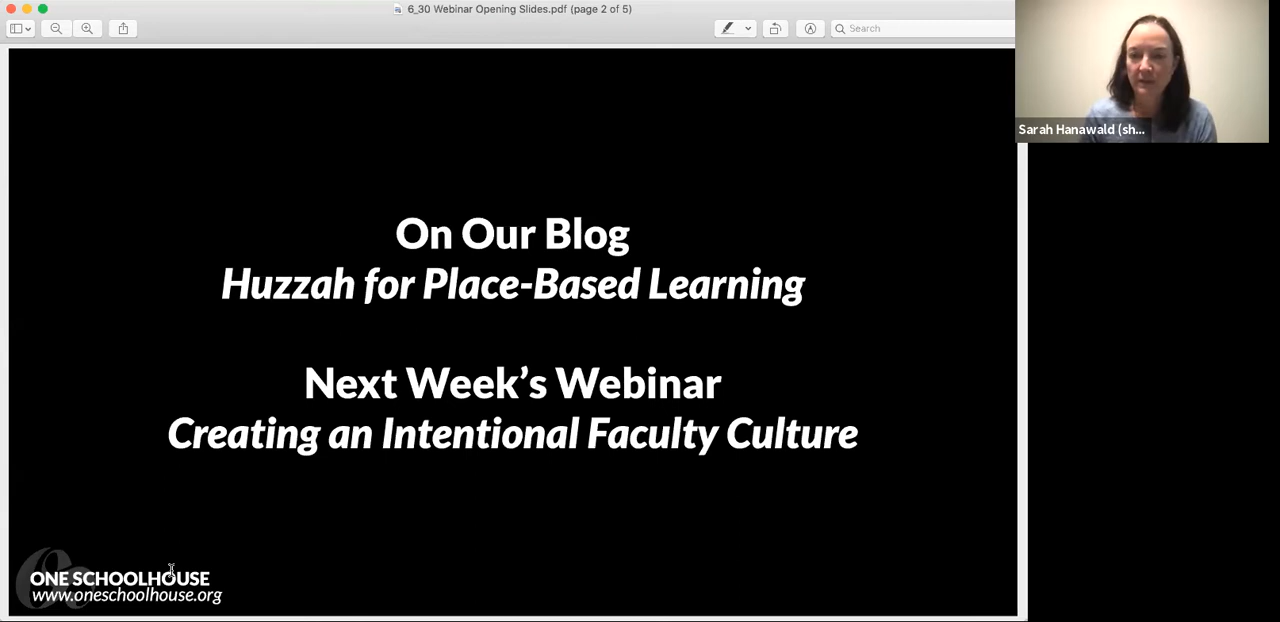 6_30 Webinar Opening Slides.pdf (page 2 of 5)
Search
Sarah Hanawald (sh...
On Our Blog
Huzzah for Place-Based Learning
Next Week's Webinar
Creating an Intentional Faculty Culture
ONE SCHOOLHOUSE
www.oneschoolhouse.org